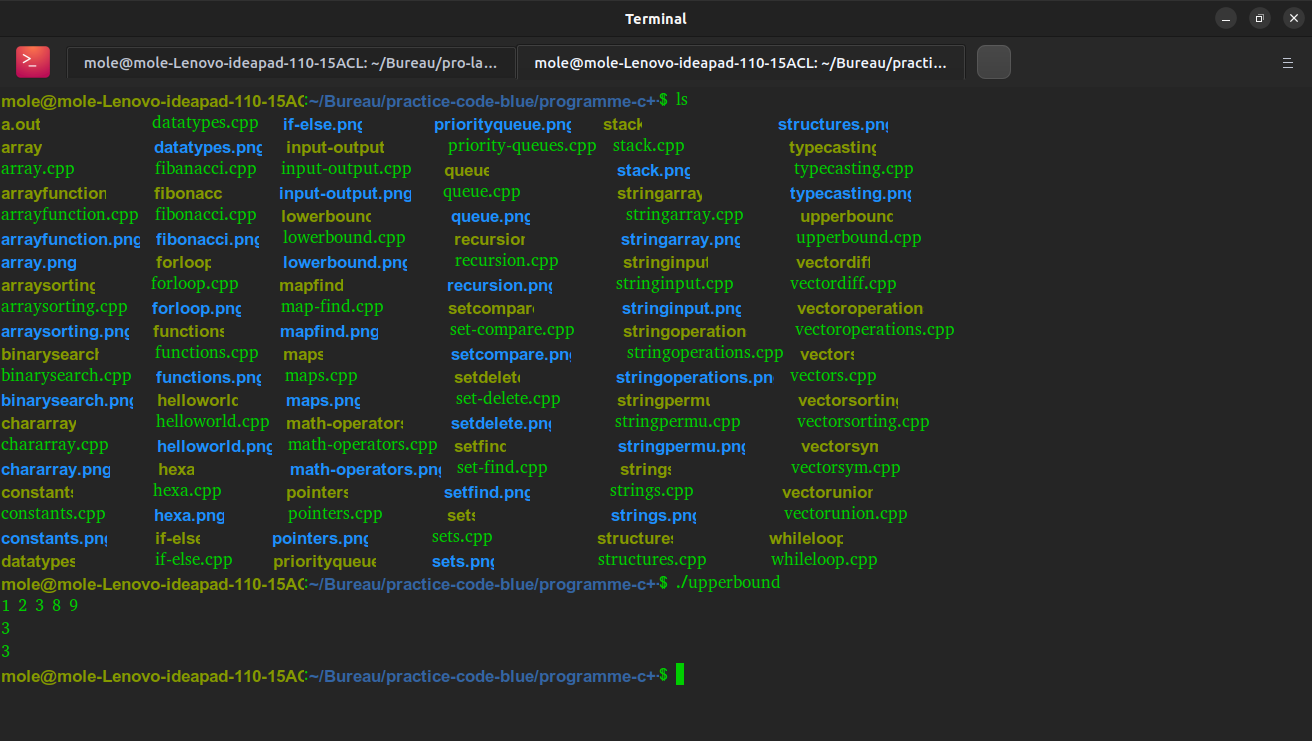 Terminal
>_
mole@mole-Lenovo-ideapad-110-15ACL: ~/Bureau/pro-la... mole@mole-Lenovo-ideapad-110-15ACL: ~/Bureau/practi...
mole@mole-Lenovo-ideapad-110-15AC:~/Bureau/practice-code-blue/programme-c+$ ls
a.out datatypes.cpp if-else.png priorityqueue.png stack structures.png
array datatypes.png input-output priority-queues.cpp stack.cpp typecasting
array.cpp fibanacci.cpp input-output.cpp queue stack.png typecasting.cpp
arrayfunction fibonacc input-output.png queue.cpp stringarray typecasting.png
arrayfunction.cpp fibonacci.cpp lowerbound queue.png stringarray.cpp upperbound
arrayfunction.png fibonacci.png lowerbound.cpp recursion stringarray.png upperbound.cpp
array.png forloop lowerbound.png recursion.cpp stringinput vectordiff
arraysorting forloop.cpp mapfind recursion.png stringinput.cpp vectordiff.cpp
arraysorting.cpp forloop.png map-find.cpp setcompare stringinput.png vectoroperation
arraysorting.png functions mapfind.png set-compare.cpp stringoperation vectoroperations.cpp
binarysearch functions.cpp maps setcompare.png stringoperations.cpp vectors
binarysearch.cpp functions.png maps.cpp setdelete stringoperations.pn vectors.cpp
binarysearch.png helloworld maps.png set-delete.cpp stringpermu vectorsorting
chararray helloworld.cpp math-operators setdelete.png stringpermu.cpp vectorsorting.cpp
chararray.cpp helloworld.png math-operators.cpp setfind stringpermu.png vectorsym
chararray.png hexa math-operators.png set-find.cpp strings vectorsym.cpp
constants hexa.cpp pointers setfind.png strings.cpp vectorunion
constants.cpp hexa.png pointers.cpp sets strings.png vectorunion.cpp
constants.png if-else pointers.png sets.cpp structures whileloop
datatypes if-else.cpp priorityqueue sets.png structures.cpp whileloop.cpp
mole@mole-Lenovo-ideapad-110-15AC:~/Bureau/practice-code-blue/programme-c+$ ./upperbound
1 2 3 8 9
3
3
mole@mole-Lenovo-ideapad-110-15AC:~/Bureau/practice-code-blue/programme-c+$